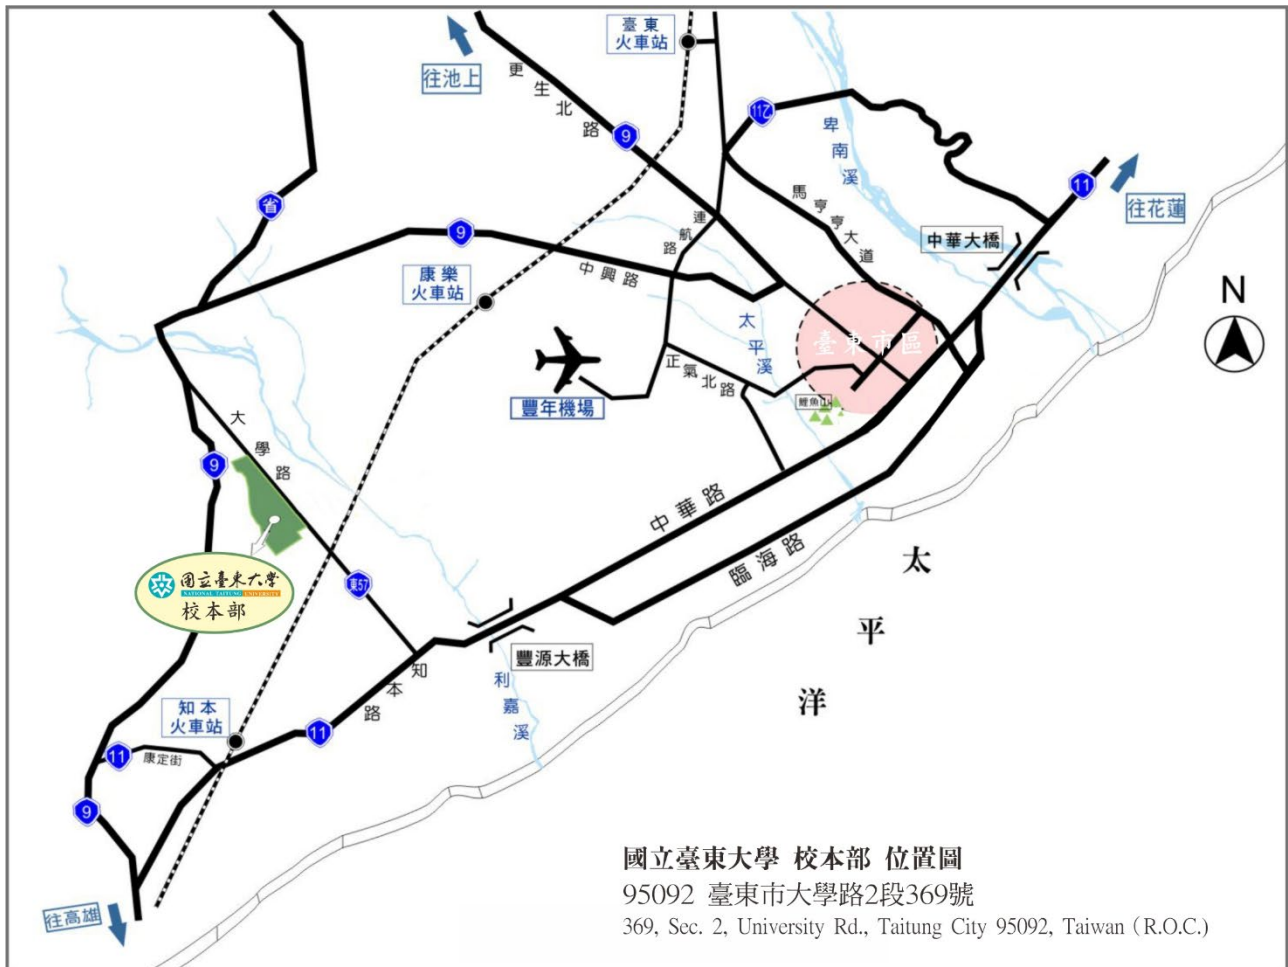 臺東
火車站
往池上
更生北路
9
11乙
卑南溪
11
往花蓮
省
馬亨亨大道
連航路
中華大橋
9
康樂
火車站
中興路
N
太平溪
臺東市區
正氣北路
豐年機場
鯉魚山
大學路
9
中華路
臨海路
太平洋
國立臺東大學
NATIONAL TAITUNG UNIVERSITY
校本部
東57
豐源大橋
知本路
利嘉溪
知本
火車站
11
11
康定街
9
往高雄
國立臺東大學 校本部 位置圖
95092 臺東市大學路2段369號
369, Sec. 2, University Rd., Taitung City 95092, Taiwan (R.O.C.)